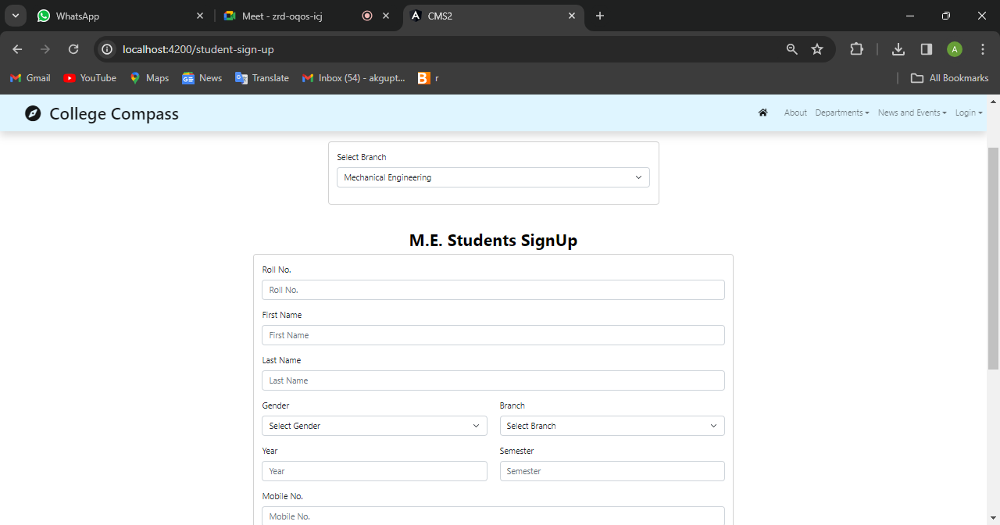 WhatsApp
Meet - zrd-oqos-icj
CMS2
localhost:4200/student-sign-up
A
Gmail
YouTube
Maps
News
Translate
Inbox (54) - akgupt...
r
All Bookmarks
College Compass
About
Departments
News and Events
Login
Select Branch
Mechanical Engineering
M.E. Students SignUp
Roll No.
Roll No.
First Name
First Name
Last Name
Last Name
Gender Branch
Select Gender Select Branch
Year Semester
Year Semester
Mobile No.
Mobile No.